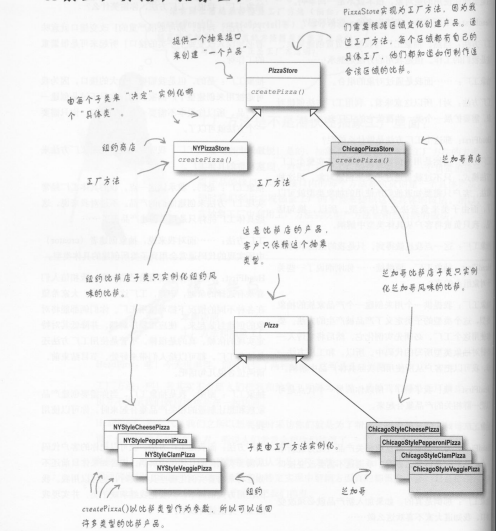 PizzaStore实现为工厂方法，因为我
们需要根据区域变化创建产品。通
过工厂方法，每个区域都有自己的
具体工厂，他们都知道如何制作适
合该区域的比萨。
提供一个抽象接口
来创建“一个产品”
PizzaStore
createPizza()
由每个子类来“决定”实例化哪
个“具体类”。
纽约商店
NYPizzaStore
createPizza()
ChicagoPizzaStore
createPizza()
芝加哥商店
工厂方法
工厂方法
这是比萨店的产品，
客户只依赖这个抽象
类型。
纽约比萨店子类只实例化纽约风
味的比萨。
芝加哥比萨店子类只实例
化芝加哥风味的比萨。
Pizza
NYStyleCheesePizza
NYStylePepperoniPizza
NYStyleClamPizza
NYStyleVeggiePizza
子类由工厂方法实例化。
ChicagoStyleCheesePizza
ChicagoStylePepperoniPizza
ChicagoStyleClamPizza
ChicagoStyleVeggiePizza
纽约
芝加哥
createPizza()以比萨类型作为参数，所以可以返回
许多类型的比萨产品。